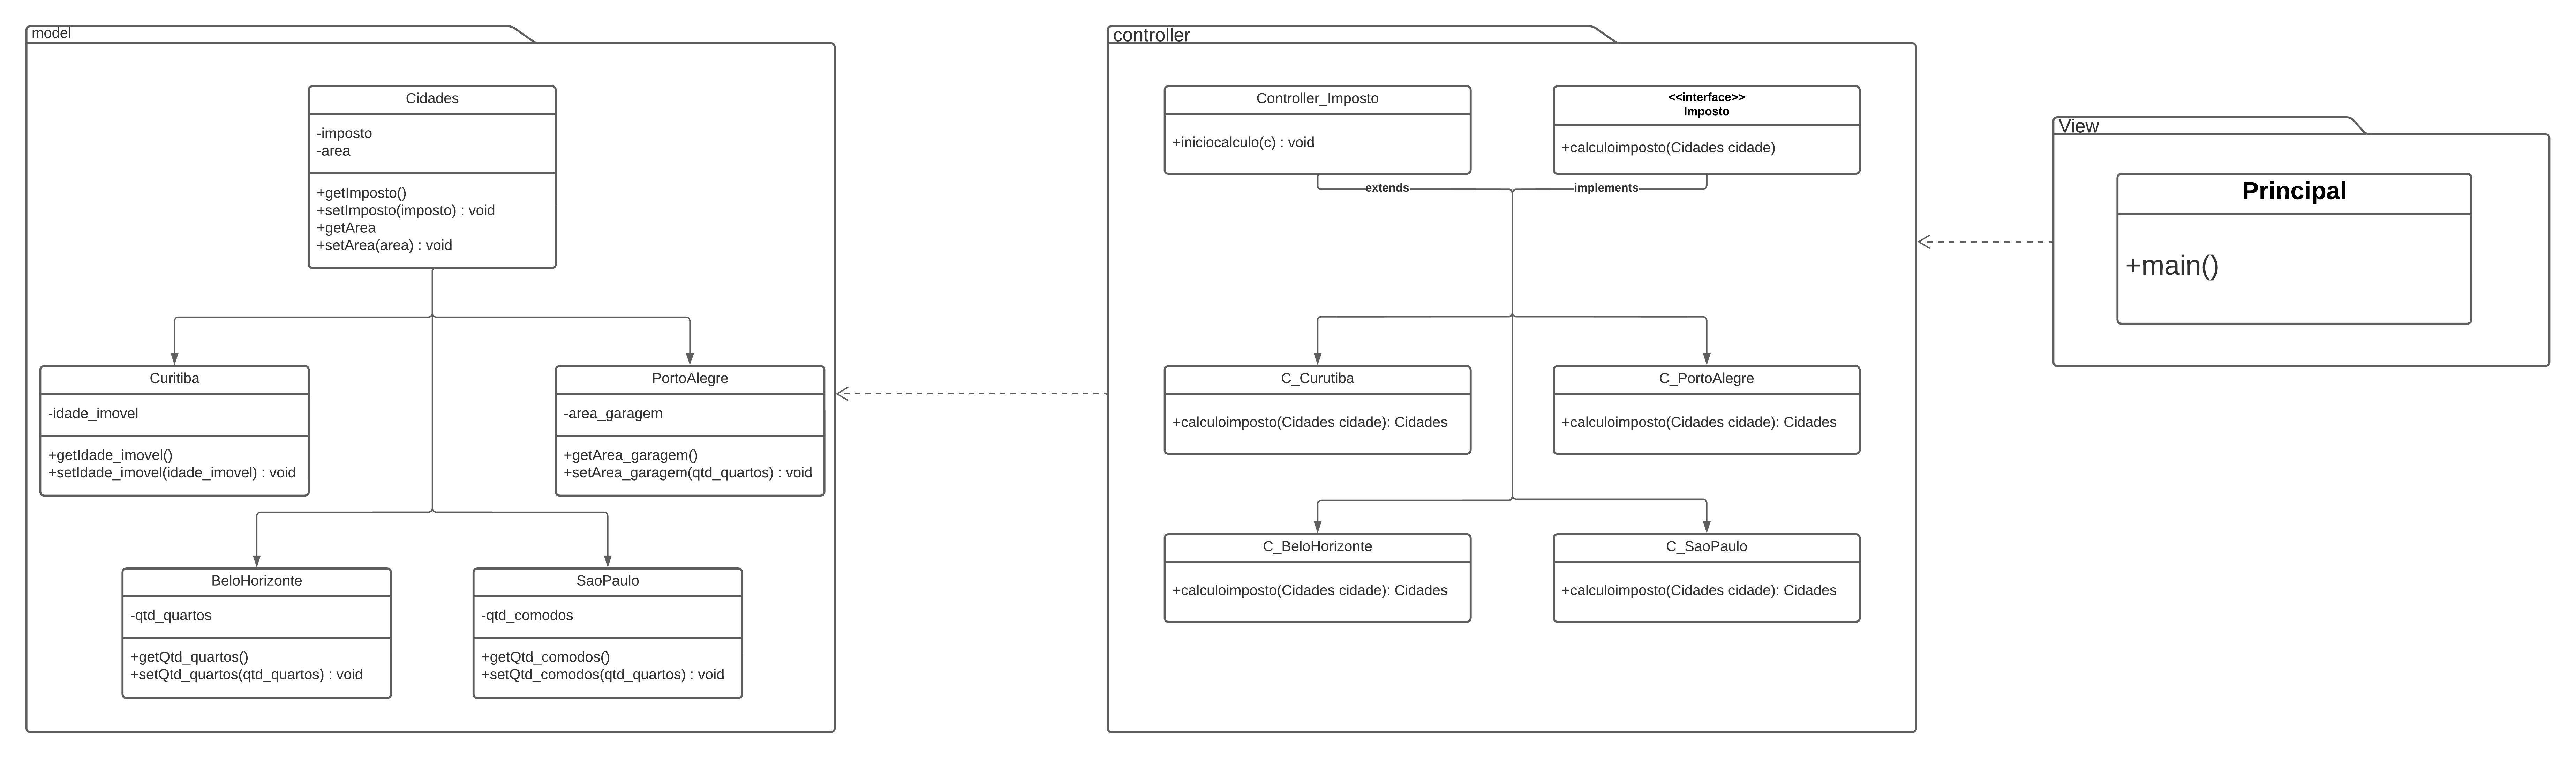 model
Cidades
-imposto
-area
+getImposto()
+setImposto(imposto) : void
+getArea
+setArea(area) : void
Curitiba
-idade_imovel
+getIdade_imovel()
+setIdade_imovel(idade_imovel) : void
PortoAlegre
-area_garagem
+getArea_garagem()
+setArea_garagem(qtd_quartos) : void
BeloHorizonte
-qtd_quartos
+getQtd_quartos()
+setQtd_quartos(qtd_quartos) : void
SaoPaulo
-qtd_comodos
+getQtd_comodos()
+setQtd_comodos(qtd_quartos) : void
controller
Controller_Imposto
+iniciocalculo(c) : void
<<interface>>
Imposto
+calculoimposto(Cidades cidade)
extends
implements
C_Curutiba
+calculoimposto(Cidades cidade): Cidades
C_PortoAlegre
+calculoimposto(Cidades cidade): Cidades
C_BeloHorizonte
+calculoimposto(Cidades cidade): Cidades
C_SaoPaulo
+calculoimposto(Cidades cidade): Cidades
View
Principal
+main()